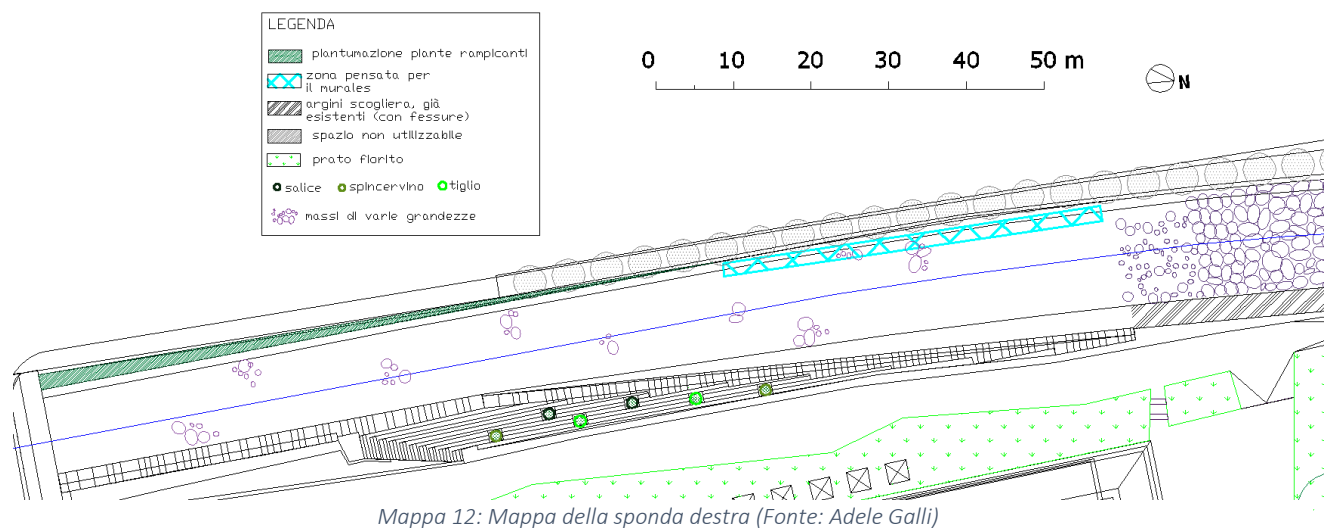 LEGENDA
piantumazione piante rampicanti
zona pensata per
il murales
argini scogliera, già
esistenti (con fessure)
spazio non utilizzabile
prato fiorito
salice spincervino tiglio
massi di varie grandezze
0 10 20 30 40 50 m
N
Mappa 12: Mappa della sponda destra (Fonte: Adele Galli)